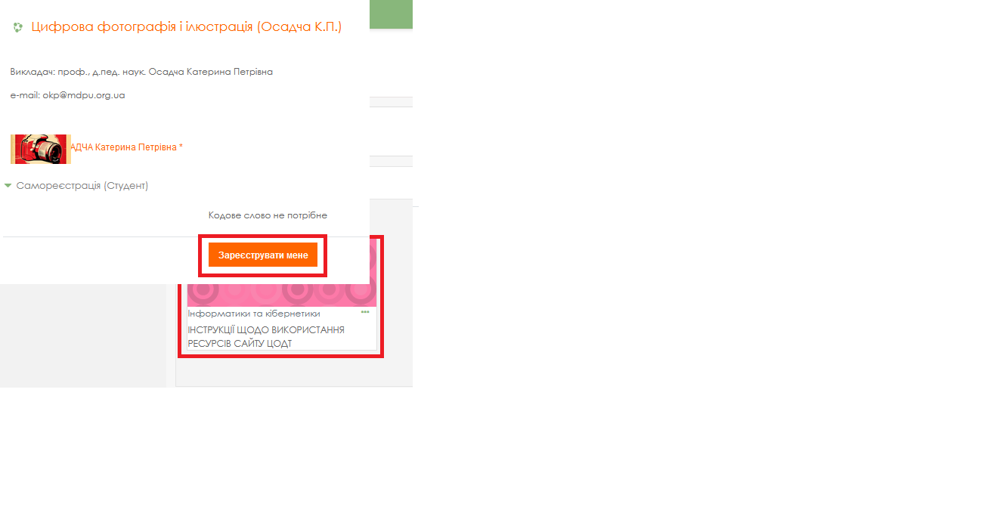 Цифрова фотографія і ілюстрація (Осадча К.П.)
Викладач: проф., д.пед. наук. Осадча Катерина Петрівна
e-mail: okp@mdpu.org.ua
АДЧА Катерина Петрівна *
Самореєстрація (Студент)
Кодове слово не потрібне
Зареєструвати мене
Інформатики та кібернетики
ІНСТРУКЦІЇ ЩОДО ВИКОРИСТАННЯ
РЕСУРСІВ САЙТУ ЦОДТ